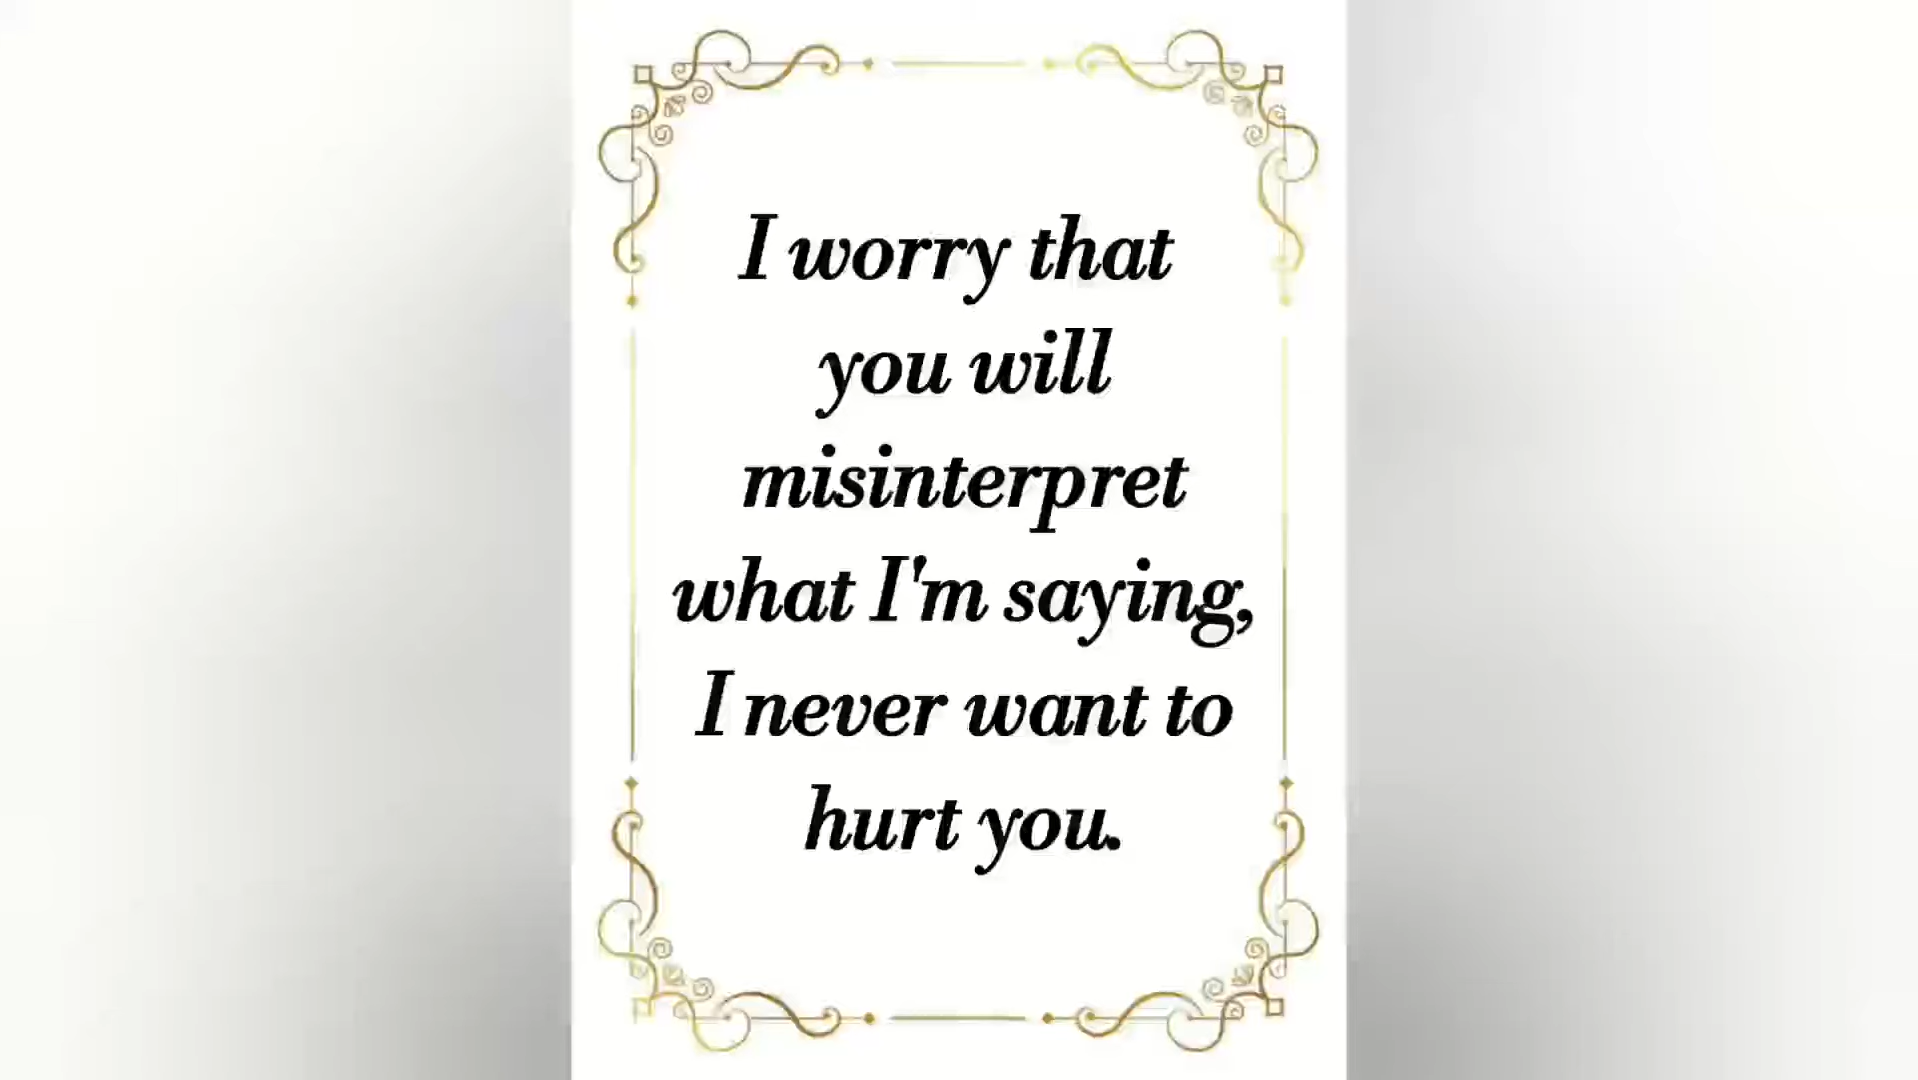 I worry that
you will
misinterpret
what I'm saying,
I never want to
hurt you.